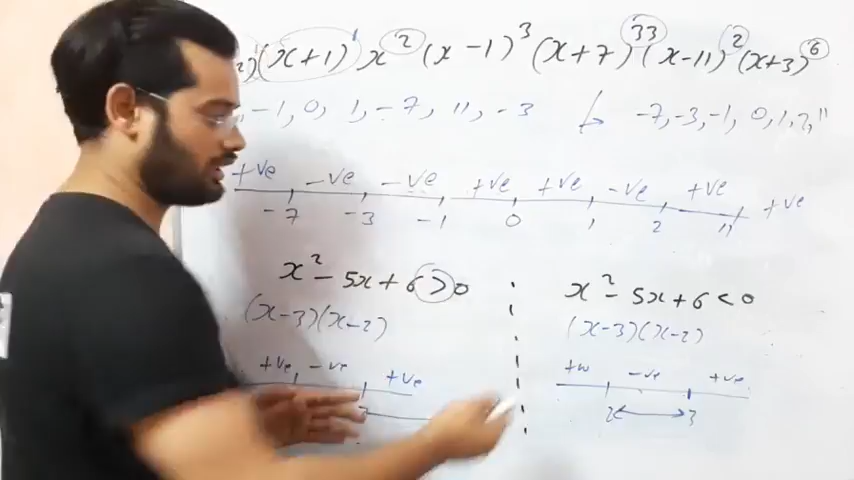 2)(x+1)¹ x² (x-1)³ (x+7)³³ (x-11)² (x+3)⁶
-1, 0, 1, -7, 11, -3 -7, -3, -1, 0, 1, 2, 11
+ve -ve -ve +ve +ve -ve +ve +ve
-7 -3 -1 0 1 2 11
x² - 5x + 6 > 0
(x-3)(x-2)
+ve -ve +ve
x² - 5x + 6 < 0
(x-3)(x-2)
+ve -ve +ve
2 3